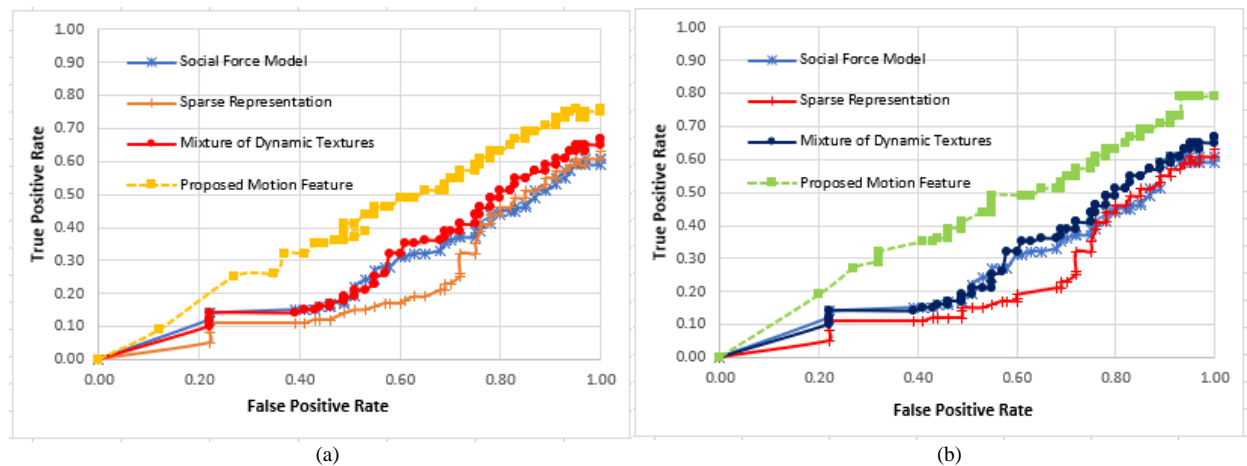 1.00
0.90
0.80
0.70
0.60
0.50
0.40
0.30
0.20
0.10
0.00
True Positive Rate
Social Force Model
Sparse Representation
Mixture of Dynamic Textures
Proposed Motion Feature
0.00 0.20 0.40 0.60 0.80 1.00
False Positive Rate
(a)
1.00
0.90
0.80
0.70
0.60
0.50
0.40
0.30
0.20
0.10
0.00
True Positive Rate
Social Force Model
Sparse Representation
Mixture of Dynamic Textures
Proposed Motion Feature
0.00 0.20 0.40 0.60 0.80 1.00
False Positive Rate
(b)